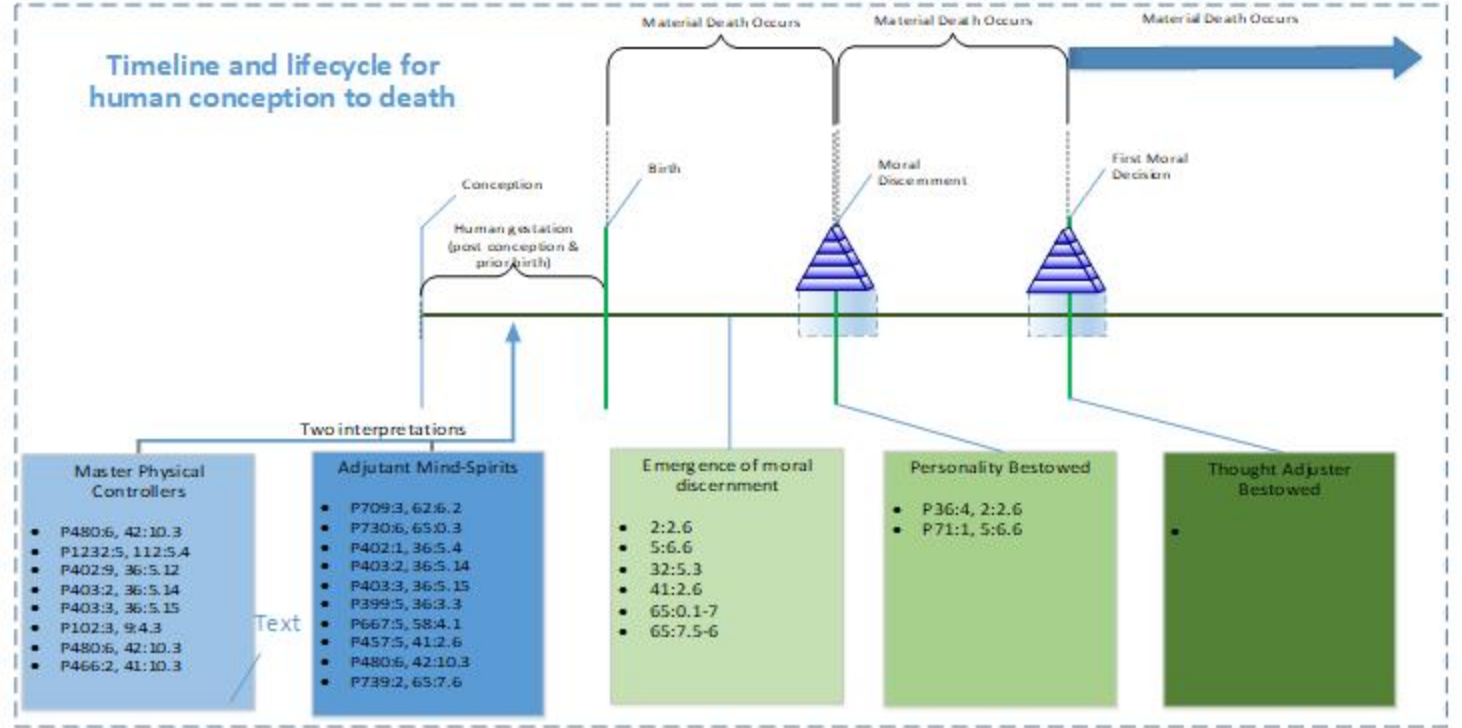 Material Death Occurs
Material Death Occurs
Material Death Occurs
Timeline and lifecycle for
human conception to death
Conception
Birth
Moral
Discernment
First Moral
Decision
Human gestation
(post conception &
prior birth)
Two interpretations
Master Physical
Controllers
• P480:6, 42:10.3
• P1232:5, 112:5.4
• P402:9, 36:5.12
• P403:2, 36:5.14
• P403:3, 36:5.15
• P102:3, 9:4.3
• P480:6, 42:10.3
• P466:2, 41:10.3
Text
Adjutant Mind-Spirits
• P709:3, 62:6.2
• P730:6, 65:0.3
• P402:1, 36:5.4
• P403:2, 36:5.14
• P403:3, 36:5.15
• P399:5, 36:3.3
• P667:5, 58:4.1
• P457:5, 41:2.6
• P480:6, 42:10.3
• P739:2, 65:7.6
Emergence of moral
discernment
• 2:2.6
• 5:6.6
• 32:5.3
• 41:2.6
• 65:0.1-7
• 65:7.5-6
Personality Bestowed
• P36:4, 2:2.6
• P71:1, 5:6.6
Thought Adjuster
Bestowed
•